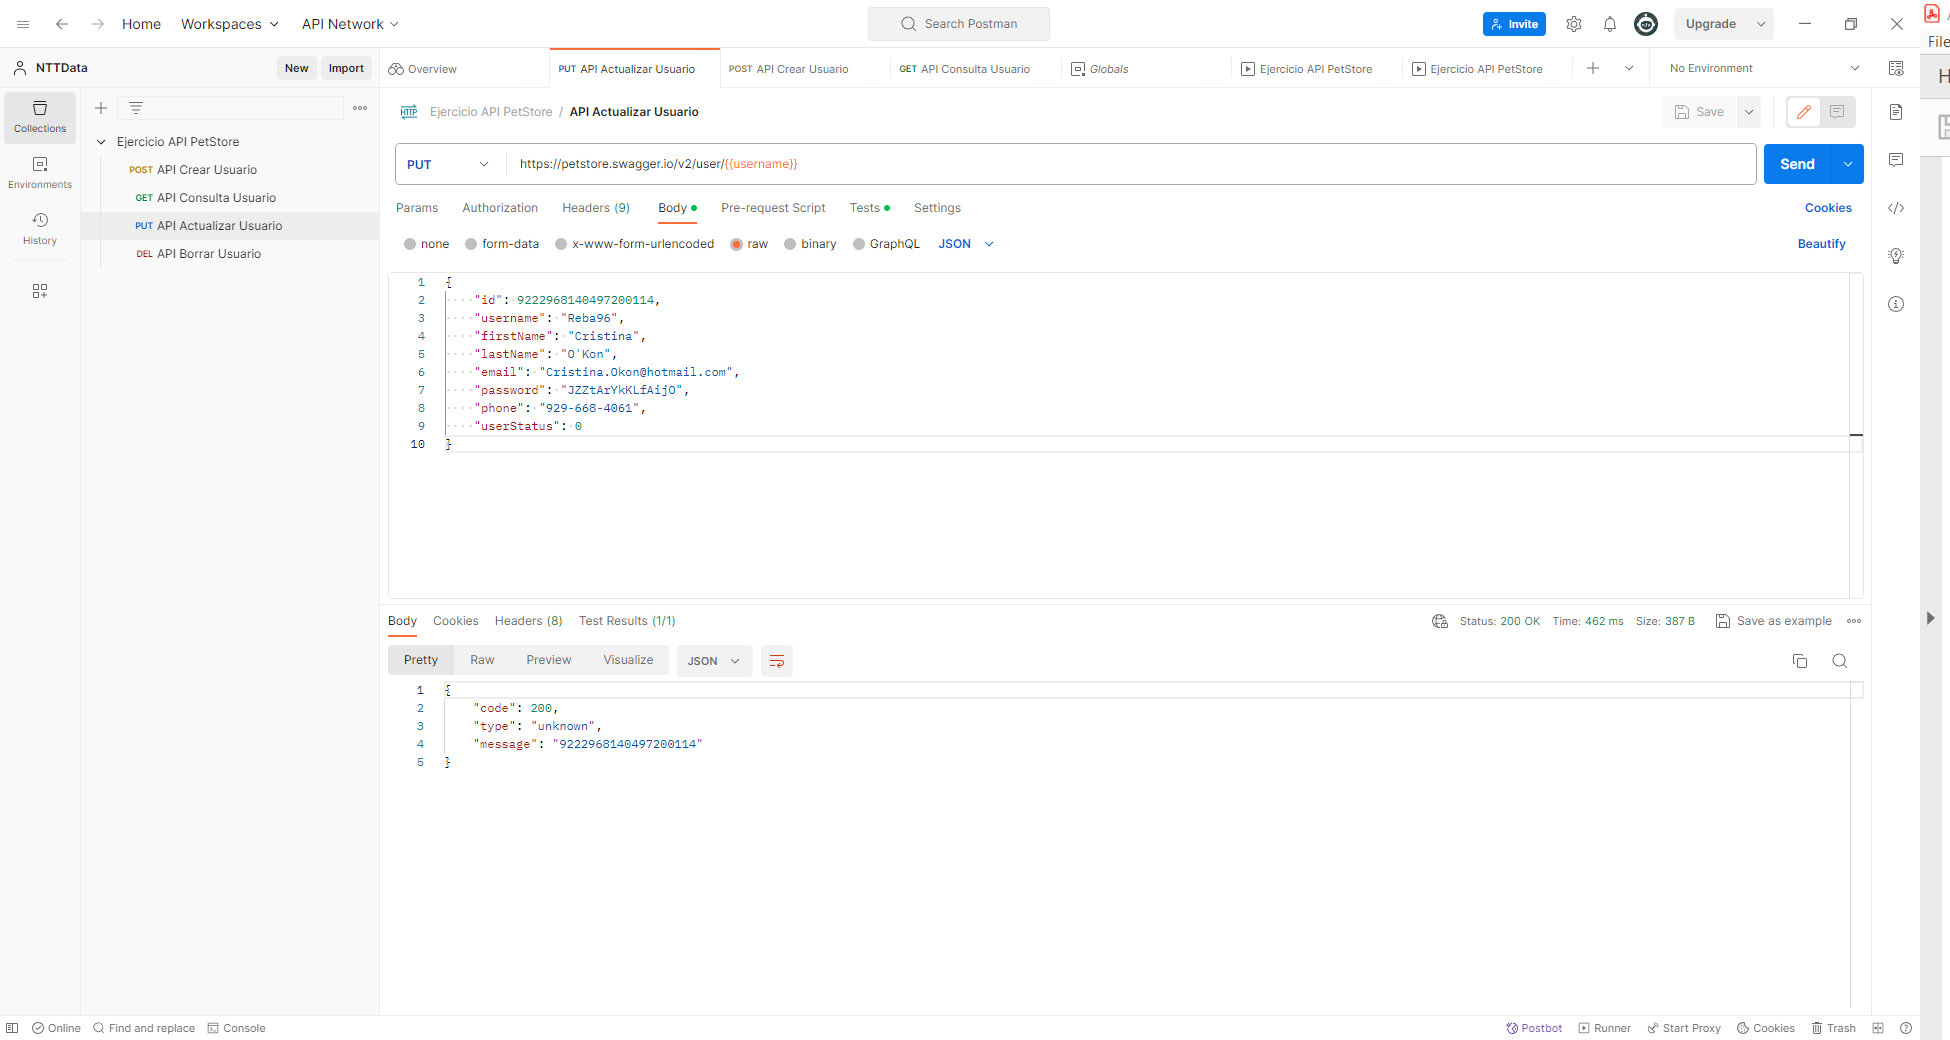 Home Workspaces API Network Search Postman Invite Upgrade
File
NTTData New Import Overview PUT API Actualizar Usuario POST API Crear Usuario GET API Consulta Usuario Globals Ejercicio API PetStore Ejercicio API PetStore No Environment
H
Collections
Environments
History
Ejercicio API PetStore
POST API Crear Usuario
GET API Consulta Usuario
PUT API Actualizar Usuario
DEL API Borrar Usuario
HTTP Ejercicio API PetStore / API Actualizar Usuario Save
PUT https://petstore.swagger.io/v2/user/{{username}} Send
Params Authorization Headers (9) Body Pre-request Script Tests Settings Cookies
none form-data x-www-form-urlencoded raw binary GraphQL JSON Beautify
1 {
2 "id": 9222968140497200114,
3 "username": "Reba96",
4 "firstName": "Cristina",
5 "lastName": "O'Kon",
6 "email": "Cristina.Okon@hotmail.com",
7 "password": "JZZtArYkKLfAijO",
8 "phone": "929-668-4061",
9 "userStatus": 0
10 }
Body Cookies Headers (8) Test Results (1/1) Status: 200 OK Time: 462 ms Size: 387 B Save as example
Pretty Raw Preview Visualize JSON
1 {
2 "code": 200,
3 "type": "unknown",
4 "message": "9222968140497200114"
5 }
Online Find and replace Console Postbot Runner Start Proxy Cookies Trash